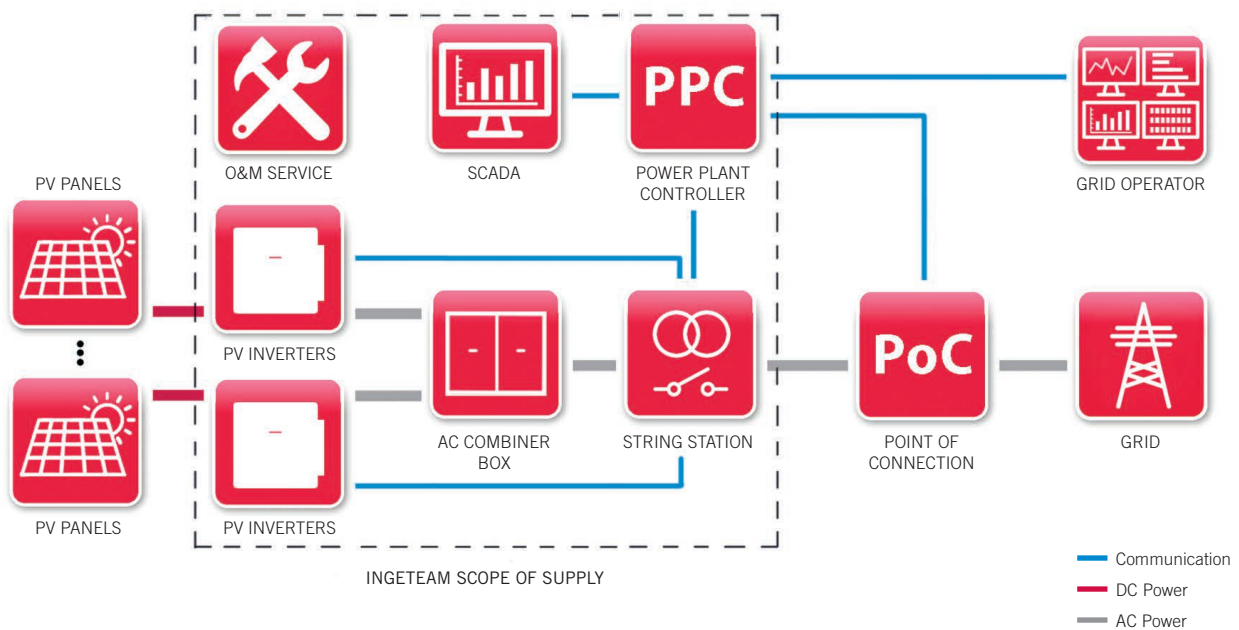 PPC
O&M SERVICE
SCADA
POWER PLANT
CONTROLLER
GRID OPERATOR
PV PANELS
PV INVERTERS
AC COMBINER
BOX
STRING STATION
PoC
POINT OF
CONNECTION
GRID
PV PANELS
PV INVERTERS
INGETEAM SCOPE OF SUPPLY
Communication
DC Power
AC Power